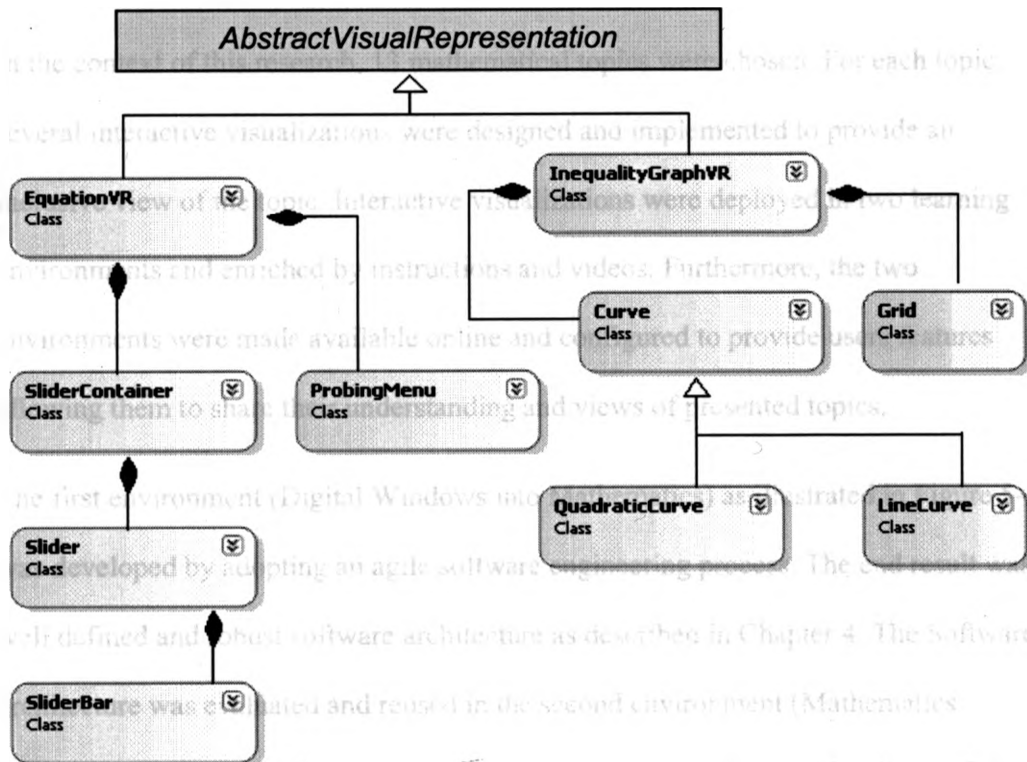 AbstractVisualRepresentation
the context of this research, 13 mathematical topics were chosen. For each topic
several interactive visualizations were designed and implemented to provide an
InequalityGraphVR
Class
EquationVR
Class
view of the topic. Interactive visualizations were deployed in two learning
environments and enriched by instructions and videos. Furthermore, the two
Curve
Class
Grid
Class
environments were made available online and configured to provide users features
SliderContainer
Class
ProbingMenu
Class
them to share their understanding and views of presented topics.
first environment (Digital Windows into Mathematics) as illustrated in
QuadraticCurve
Class
LineCurve
Class
Slider
Class
developed by adopting an agile software engineering process. The end result was
well defined and robust software architecture as described in Chapter 4. The Software
SliderBar
Class
was evaluated and reused in the second environment (Mathematics